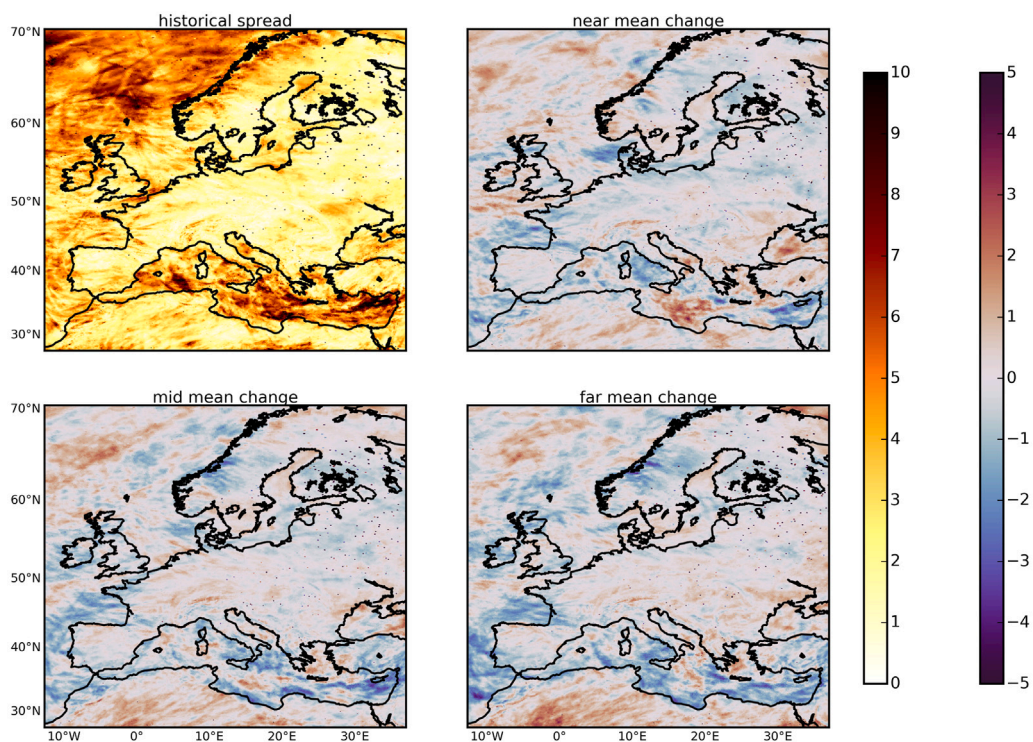 historical spread
near mean change
70°N
60°N
50°N
40°N
30°N
10
9
8
7
6
5
4
3
2
1
0
5
4
3
2
1
0
−1
−2
−3
−4
−5
mid mean change
far mean change
70°N
60°N
50°N
40°N
30°N
10°W 0° 10°E 20°E 30°E
10°W 0° 10°E 20°E 30°E